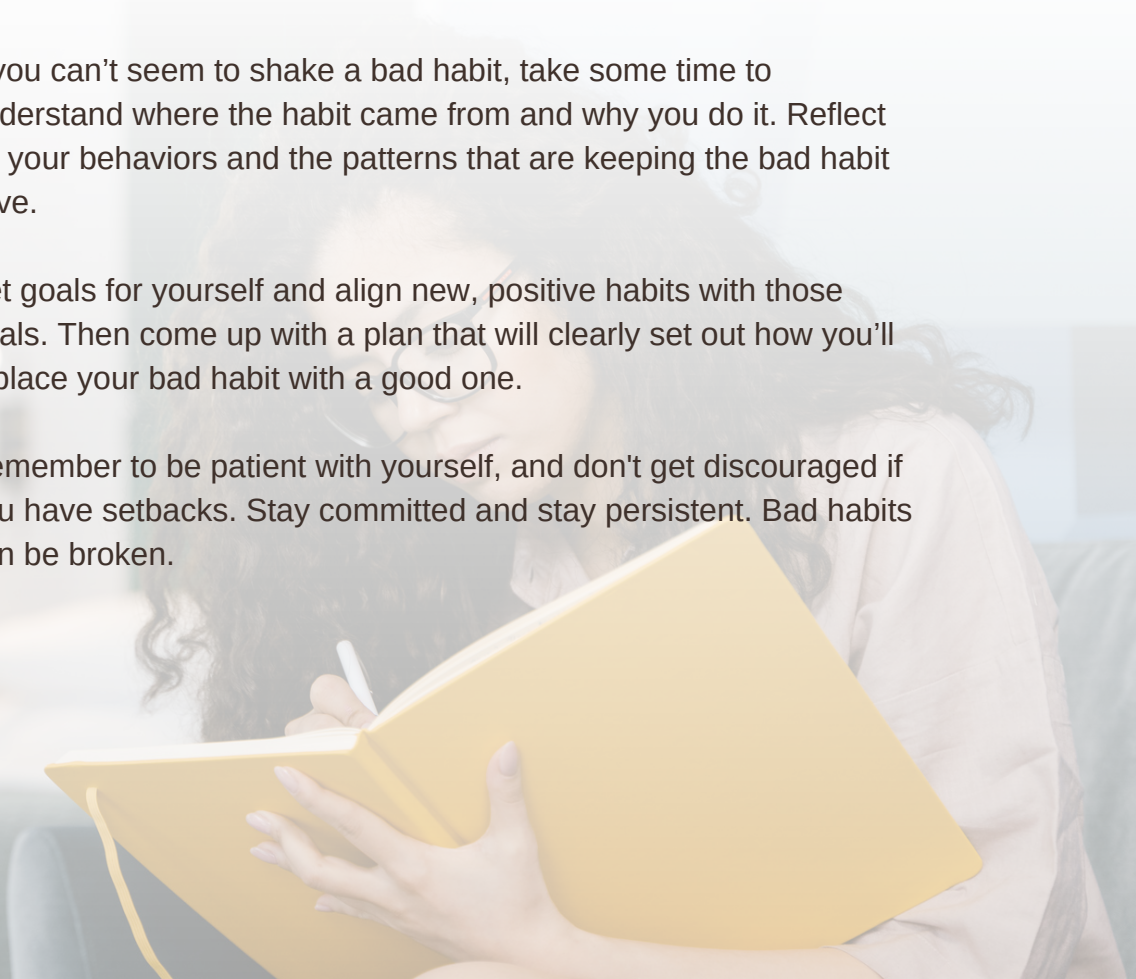 you can’t seem to shake a bad habit, take some time to
derstand where the habit came from and why you do it. Reflect
your behaviors and the patterns that are keeping the bad habit
ve.
t goals for yourself and align new, positive habits with those
als. Then come up with a plan that will clearly set out how you’ll
place your bad habit with a good one.
emember to be patient with yourself, and don't get discouraged if
u have setbacks. Stay committed and stay persistent. Bad habits
n be broken.